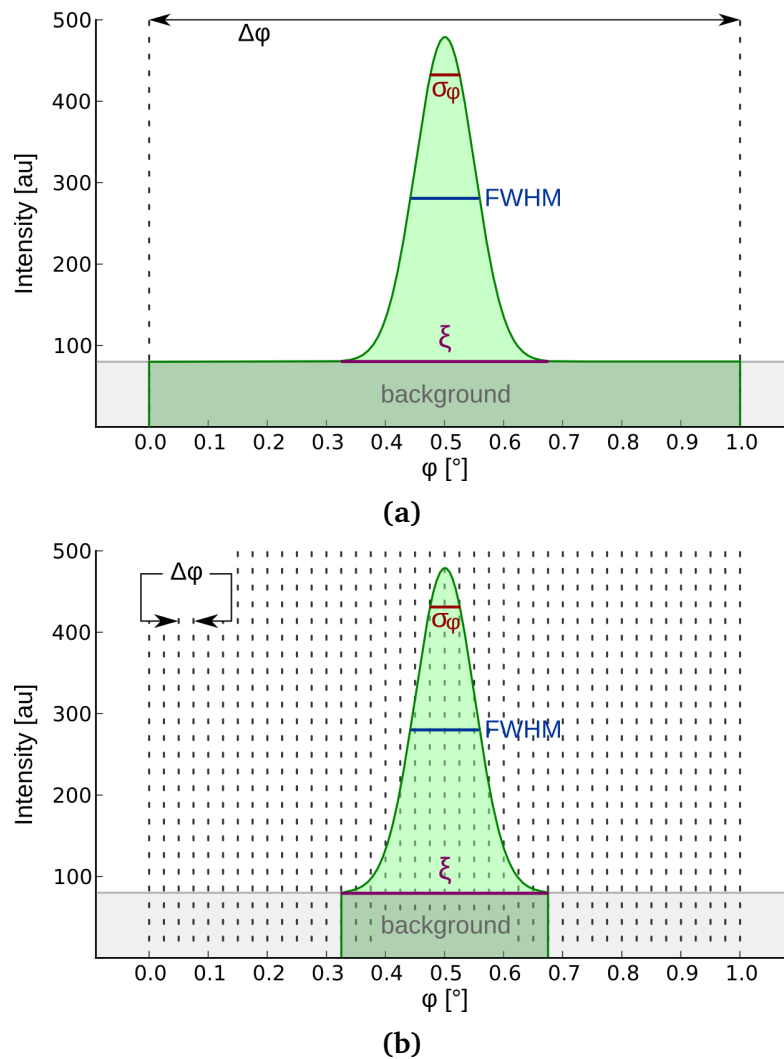 500
Δφ
400
σφ
300
FWHM
Intensity [au]
200
100
ξ
background
0.0 0.1 0.2 0.3 0.4 0.5 0.6 0.7 0.8 0.9 1.0
φ [°]
(a)
500
Δφ
400
σφ
300
FWHM
Intensity [au]
200
100
ξ
background
0.0 0.1 0.2 0.3 0.4 0.5 0.6 0.7 0.8 0.9 1.0
φ [°]
(b)